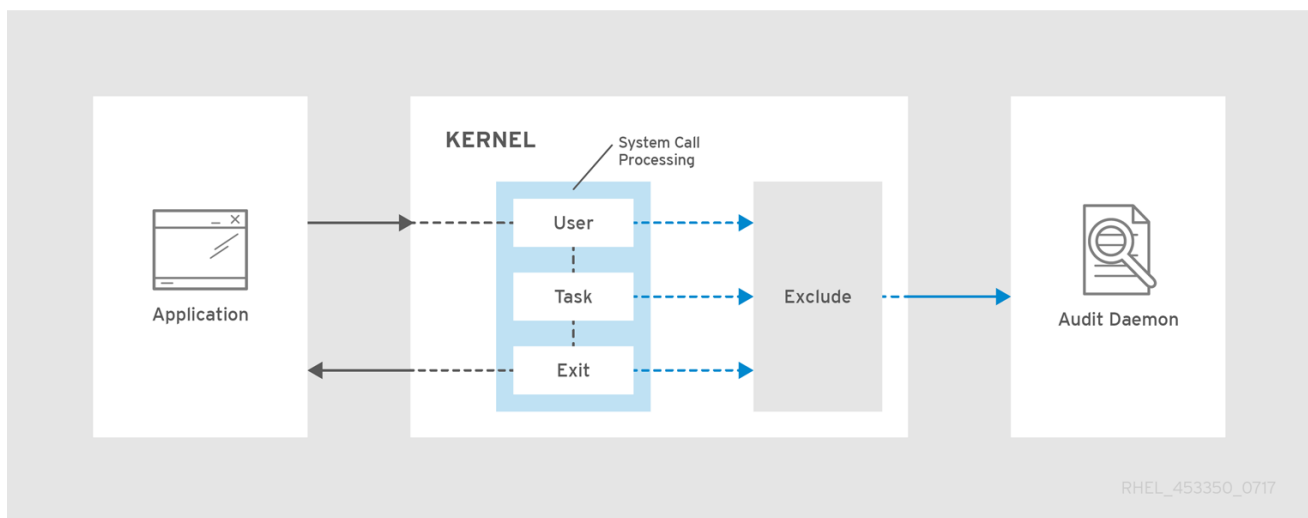 KERNEL
System Call
Processing
User
Task
Exit
Exclude
Application
Audit Daemon
RHEL_453350_0717